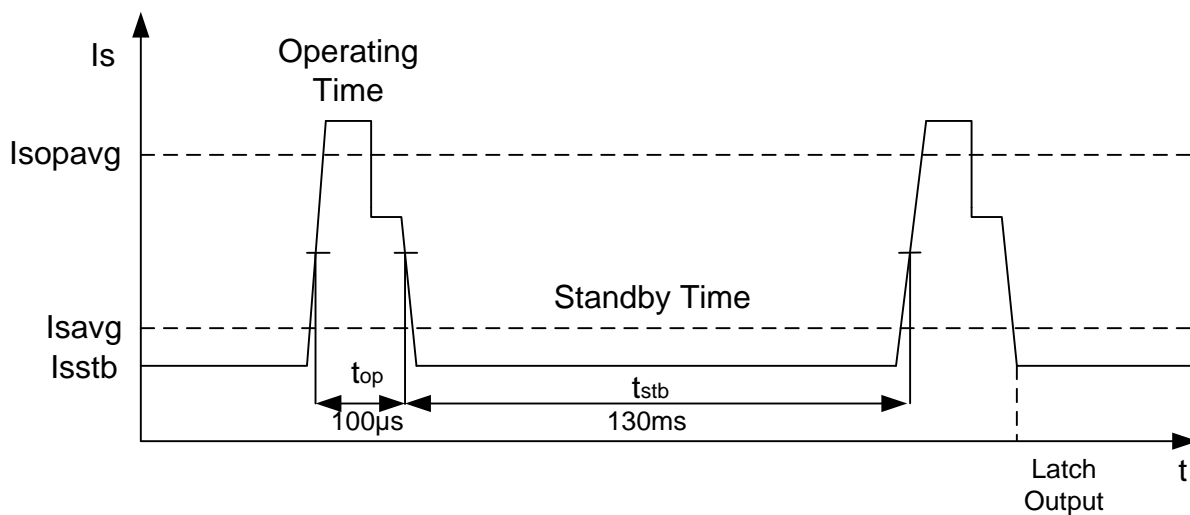 Is
Operating
Time
Isopavg
Standby Time
Isavg
Isstb
top
100µs
tstb
130ms
t
Latch
Output